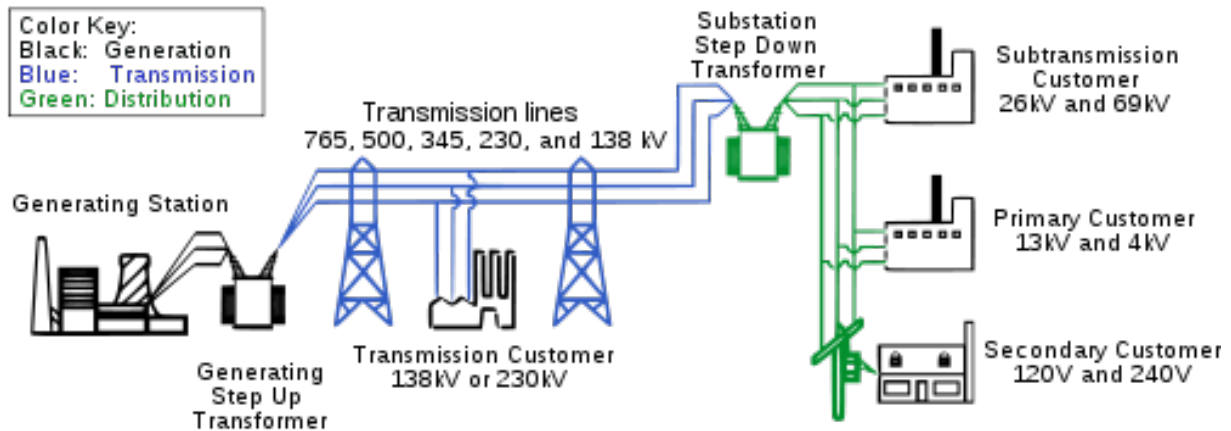 Color Key:
Black: Generation
Blue: Transmission
Green: Distribution
Substation
Step Down
Transformer
Subtransmission
Customer
26kV and 69kV
Transmission lines
765, 500, 345, 230, and 138 kV
Generating Station
Primary Customer
13kV and 4kV
Transmission Customer
138kV or 230kV
Generating
Step Up
Transformer
Secondary Customer
120V and 240V